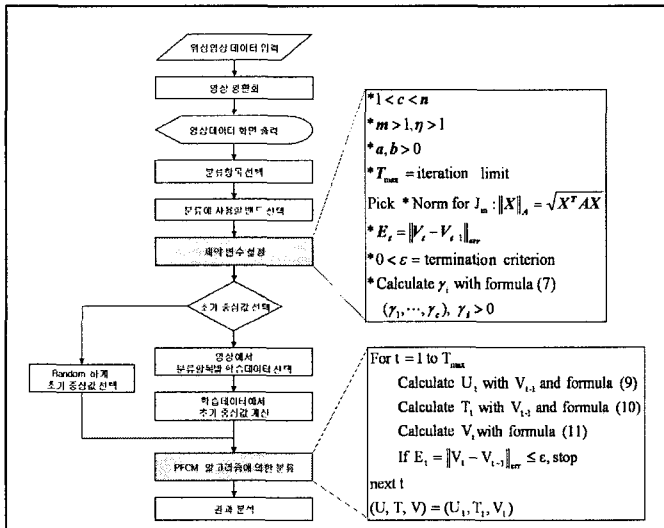 위성영상 데이터 입력
영상 평활화
영상데이터 화면 출력
분류항목 선택
분류에 사용할 밴드 선택
제약 변수 설정
초기 중심값 선택
Random 하게
초기 중심값 선택
영상에서
분류항목별 학습데이터 선택
학습데이터에서
초기 중심값 계산
PFCM 알고리즘에 의한 분류
결과 분석
*1 < c < n
*m > 1, η > 1
*a, b > 0
*T_max = iteration limit
Pick *Norm for J_m : ‖X‖_A = √X^T AX
*E_t = ‖V_t − V_{t-1}‖_err
*0 < ε = termination criterion
*Calculate γ_i with formula (7)
(γ_1, ⋯, γ_c), γ_i > 0
For t = 1 to T_max
Calculate U_t with V_{t-1} and formula (9)
Calculate T_t with V_{t-1} and formula (10)
Calculate V_t with formula (11)
If E_t = ‖V_t − V_{t-1}‖_err ≤ ε, stop
next t
(U, T, V) = (U_t, T_t, V_t)